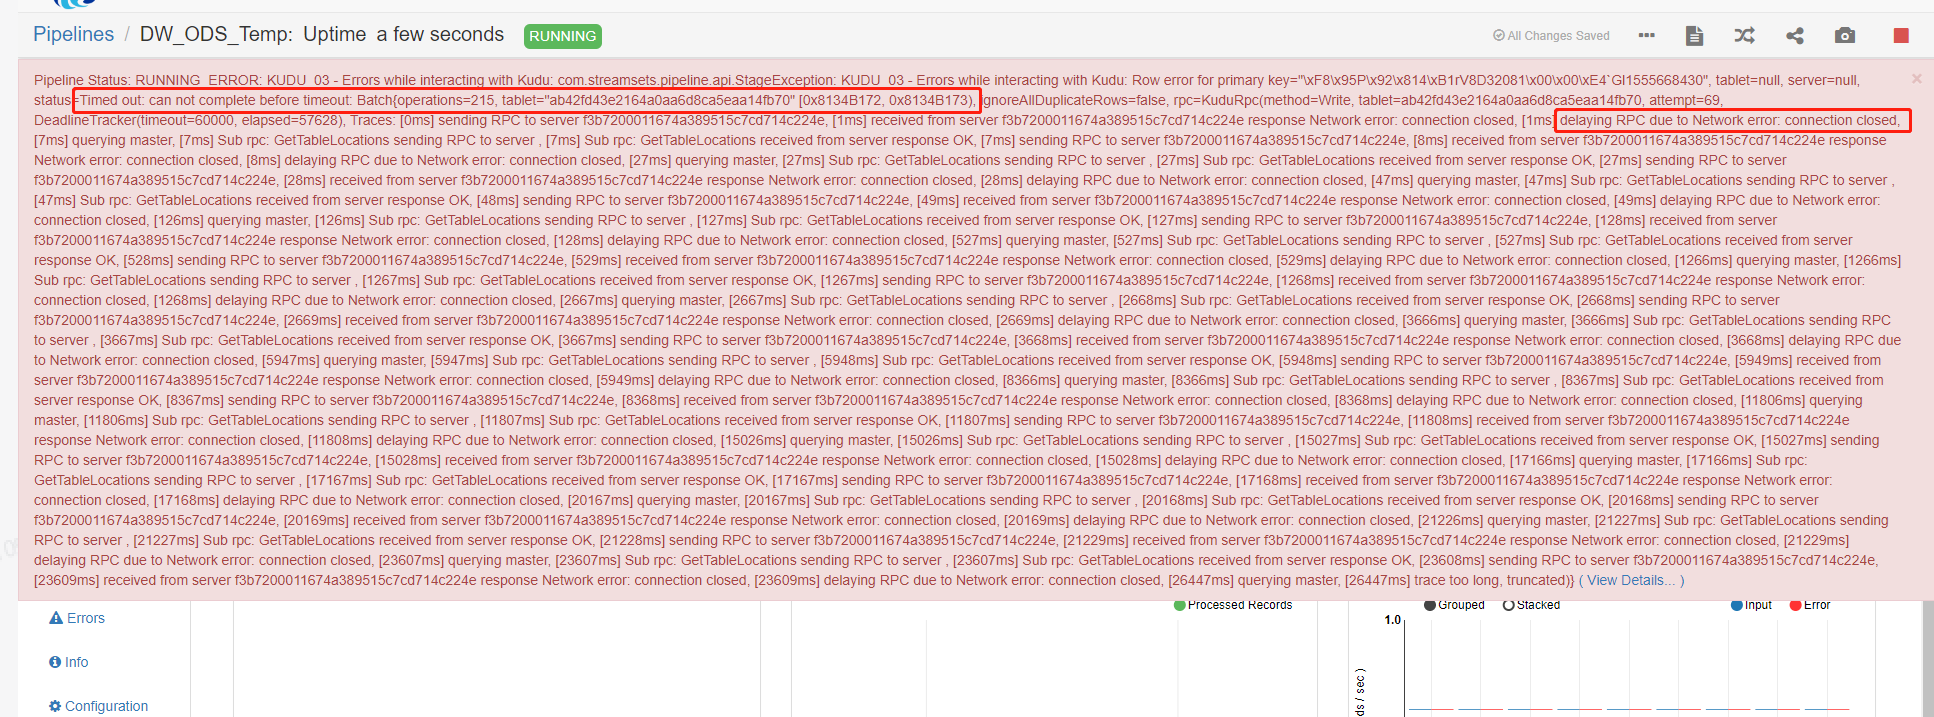 Pipelines / DW_ODS_Temp: Uptime a few seconds RUNNING All Changes Saved
Pipeline Status: RUNNING_ERROR: KUDU_03 - Errors while interacting with Kudu: com.streamsets.pipeline.api.StageException: KUDU_03 - Errors while interacting with Kudu: Row error for primary key="\xF8\x95P\x92\x814\xB1rV8D32081\x00\x00\xE4`GI1555668430", tablet=null, server=null,
status=Timed out: can not complete before timeout: Batch{operations=215, tablet="ab42fd43e2164a0aa6d8ca5eaa14fb70" [0x8134B172, 0x8134B173), ignoreAllDuplicateRows=false, rpc=KuduRpc(method=Write, tablet=ab42fd43e2164a0aa6d8ca5eaa14fb70, attempt=69,
DeadlineTracker(timeout=60000, elapsed=57628), Traces: [0ms] sending RPC to server f3b7200011674a389515c7cd714c224e, [1ms] received from server f3b7200011674a389515c7cd714c224e response Network error: connection closed, [1ms] delaying RPC due to Network error: connection closed,
[7ms] querying master, [7ms] Sub rpc: GetTableLocations sending RPC to server , [7ms] Sub rpc: GetTableLocations received from server response OK, [7ms] sending RPC to server f3b7200011674a389515c7cd714c224e, [8ms] received from server f3b7200011674a389515c7cd714c224e response
Network error: connection closed, [8ms] delaying RPC due to Network error: connection closed, [27ms] querying master, [27ms] Sub rpc: GetTableLocations sending RPC to server , [27ms] Sub rpc: GetTableLocations received from server response OK, [27ms] sending RPC to server
f3b7200011674a389515c7cd714c224e, [28ms] received from server f3b7200011674a389515c7cd714c224e response Network error: connection closed, [28ms] delaying RPC due to Network error: connection closed, [47ms] querying master, [47ms] Sub rpc: GetTableLocations sending RPC to server ,
[47ms] Sub rpc: GetTableLocations received from server response OK, [48ms] sending RPC to server f3b7200011674a389515c7cd714c224e, [49ms] received from server f3b7200011674a389515c7cd714c224e response Network error: connection closed, [49ms] delaying RPC due to Network error:
connection closed, [126ms] querying master, [126ms] Sub rpc: GetTableLocations sending RPC to server , [127ms] Sub rpc: GetTableLocations received from server response OK, [127ms] sending RPC to server f3b7200011674a389515c7cd714c224e, [128ms] received from server
f3b7200011674a389515c7cd714c224e response Network error: connection closed, [128ms] delaying RPC due to Network error: connection closed, [527ms] querying master, [527ms] Sub rpc: GetTableLocations sending RPC to server , [527ms] Sub rpc: GetTableLocations received from server
response OK, [528ms] sending RPC to server f3b7200011674a389515c7cd714c224e, [529ms] received from server f3b7200011674a389515c7cd714c224e response Network error: connection closed, [529ms] delaying RPC due to Network error: connection closed, [1266ms] querying master, [1266ms]
Sub rpc: GetTableLocations sending RPC to server , [1267ms] Sub rpc: GetTableLocations received from server response OK, [1267ms] sending RPC to server f3b7200011674a389515c7cd714c224e, [1268ms] received from server f3b7200011674a389515c7cd714c224e response Network error:
connection closed, [1268ms] delaying RPC due to Network error: connection closed, [2667ms] querying master, [2667ms] Sub rpc: GetTableLocations sending RPC to server , [2668ms] Sub rpc: GetTableLocations received from server response OK, [2668ms] sending RPC to server
f3b7200011674a389515c7cd714c224e, [2669ms] received from server f3b7200011674a389515c7cd714c224e response Network error: connection closed, [2669ms] delaying RPC due to Network error: connection closed, [3666ms] querying master, [3666ms] Sub rpc: GetTableLocations sending RPC
to server , [3667ms] Sub rpc: GetTableLocations received from server response OK, [3667ms] sending RPC to server f3b7200011674a389515c7cd714c224e, [3668ms] received from server f3b7200011674a389515c7cd714c224e response Network error: connection closed, [3668ms] delaying RPC due
to Network error: connection closed, [5947ms] querying master, [5947ms] Sub rpc: GetTableLocations sending RPC to server , [5948ms] Sub rpc: GetTableLocations received from server response OK, [5948ms] sending RPC to server f3b7200011674a389515c7cd714c224e, [5949ms] received from
server f3b7200011674a389515c7cd714c224e response Network error: connection closed, [5949ms] delaying RPC due to Network error: connection closed, [8366ms] querying master, [8366ms] Sub rpc: GetTableLocations sending RPC to server , [8367ms] Sub rpc: GetTableLocations received from
server response OK, [8367ms] sending RPC to server f3b7200011674a389515c7cd714c224e, [8368ms] received from server f3b7200011674a389515c7cd714c224e response Network error: connection closed, [8368ms] delaying RPC due to Network error: connection closed, [11806ms] querying
master, [11806ms] Sub rpc: GetTableLocations sending RPC to server , [11807ms] Sub rpc: GetTableLocations received from server response OK, [11807ms] sending RPC to server f3b7200011674a389515c7cd714c224e, [11808ms] received from server f3b7200011674a389515c7cd714c224e
response Network error: connection closed, [11808ms] delaying RPC due to Network error: connection closed, [15026ms] querying master, [15026ms] Sub rpc: GetTableLocations sending RPC to server , [15027ms] Sub rpc: GetTableLocations received from server response OK, [15027ms] sending
RPC to server f3b7200011674a389515c7cd714c224e, [15028ms] received from server f3b7200011674a389515c7cd714c224e response Network error: connection closed, [15028ms] delaying RPC due to Network error: connection closed, [17166ms] querying master, [17166ms] Sub rpc:
GetTableLocations sending RPC to server , [17167ms] Sub rpc: GetTableLocations received from server response OK, [17167ms] sending RPC to server f3b7200011674a389515c7cd714c224e, [17168ms] received from server f3b7200011674a389515c7cd714c224e response Network error:
connection closed, [17168ms] delaying RPC due to Network error: connection closed, [20167ms] querying master, [20167ms] Sub rpc: GetTableLocations sending RPC to server , [20168ms] Sub rpc: GetTableLocations received from server response OK, [20168ms] sending RPC to server
f3b7200011674a389515c7cd714c224e, [20169ms] received from server f3b7200011674a389515c7cd714c224e response Network error: connection closed, [20169ms] delaying RPC due to Network error: connection closed, [21226ms] querying master, [21227ms] Sub rpc: GetTableLocations sending
RPC to server , [21227ms] Sub rpc: GetTableLocations received from server response OK, [21228ms] sending RPC to server f3b7200011674a389515c7cd714c224e, [21229ms] received from server f3b7200011674a389515c7cd714c224e response Network error: connection closed, [21229ms]
delaying RPC due to Network error: connection closed, [23607ms] querying master, [23607ms] Sub rpc: GetTableLocations sending RPC to server , [23607ms] Sub rpc: GetTableLocations received from server response OK, [23608ms] sending RPC to server f3b7200011674a389515c7cd714c224e,
[23609ms] received from server f3b7200011674a389515c7cd714c224e response Network error: connection closed, [23609ms] delaying RPC due to Network error: connection closed, [26447ms] querying master, [26447ms] trace too long, truncated)} ( View Details... )
Processed Records Grouped Stacked Input Error
Errors
1.0
Info
Configuration
ds / sec )